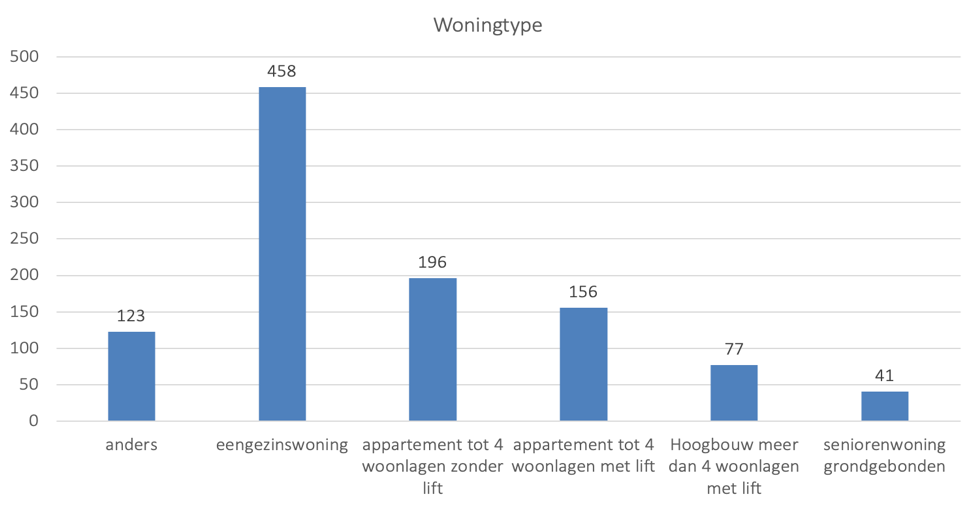 Woningtype
500
450
400
350
300
250
200
150
100
50
0
123
458
196
156
77
41
anders
eengezinswoning
appartement tot 4
woonlagen zonder
lift
appartement tot 4
woonlagen met lift
Hoogbouw meer
dan 4 woonlagen
met lift
seniorenwoning
grondgebonden